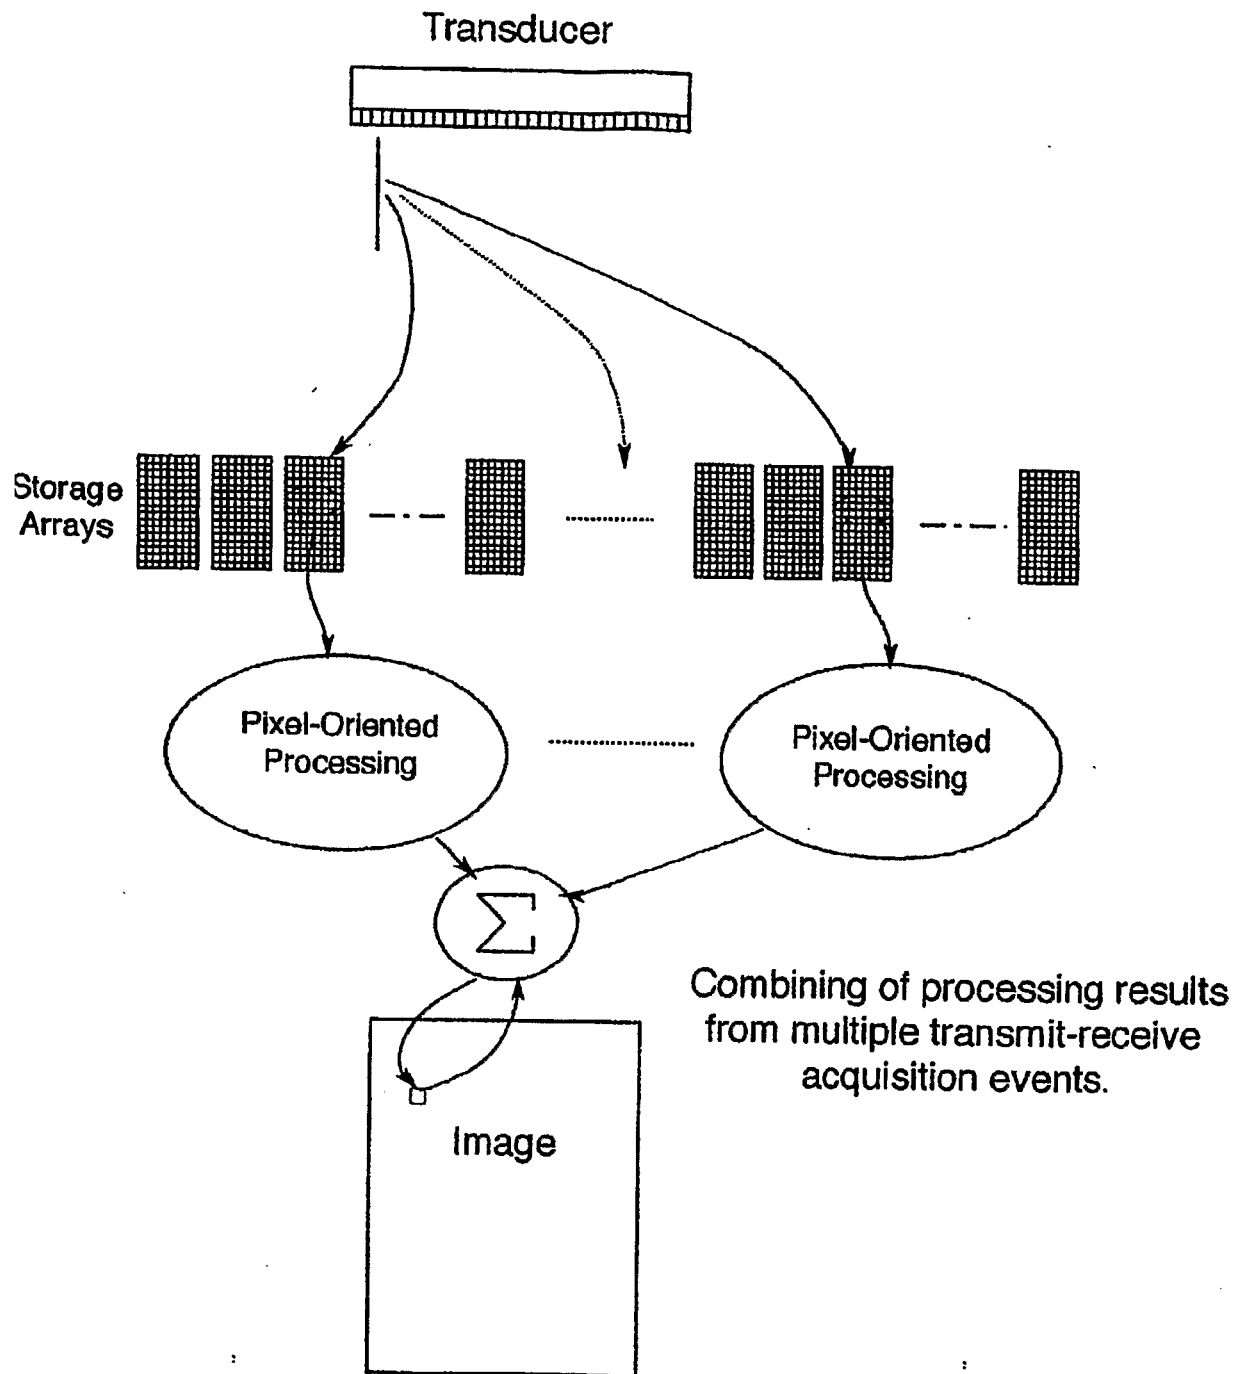 Transducer
Storage
Arrays
Pixel-Oriented
Processing
Pixel-Oriented
Processing
Σ
Combining of processing results
from multiple transmit-receive
acquisition events.
Image